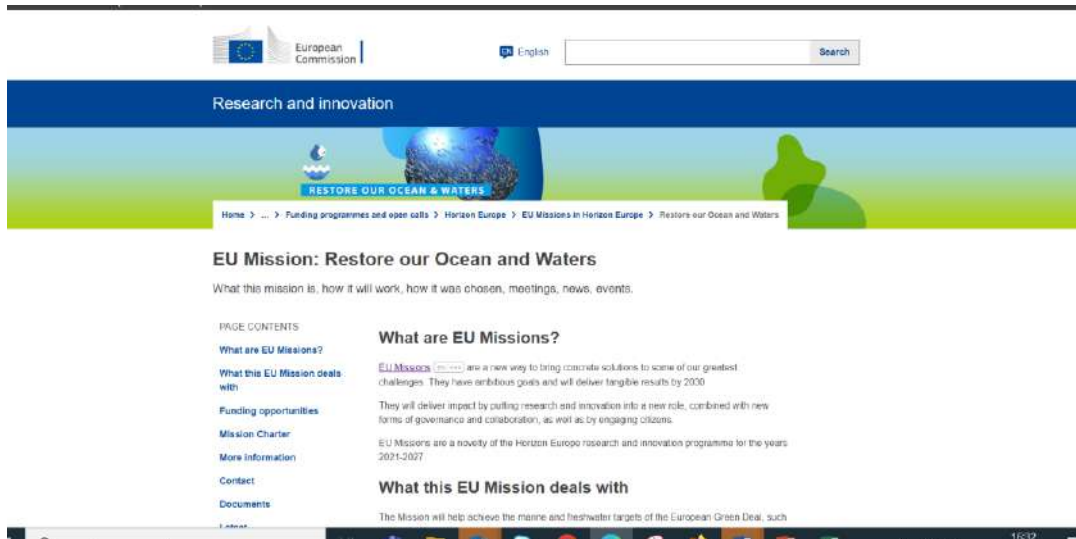 European
Commission
EN English
Search
Research and innovation
RESTORE OUR OCEAN & WATERS
Home > ... > Funding programmes and open calls > Horizon Europe > EU Missions in Horizon Europe > Restore our Ocean and Waters
EU Mission: Restore our Ocean and Waters
What this mission is, how it will work, how it was chosen, meetings, news, events.
PAGE CONTENTS
What are EU Missions?
What this EU Mission deals
with
Funding opportunities
Mission Charter
More information
Contact
Documents
Latest
What are EU Missions?
EU Missions are a new way to bring concrete solutions to some of our greatest
challenges. They have ambitious goals and will deliver tangible results by 2030
They will deliver impact by putting research and innovation into a new role, combined with new
forms of governance and collaboration, as well as by engaging citizens.
EU Missions are a novelty of the Horizon Europe research and innovation programme for the years
2021-2027
What this EU Mission deals with
The Mission will help achieve the marine and freshwater targets of the European Green Deal, such
16:32